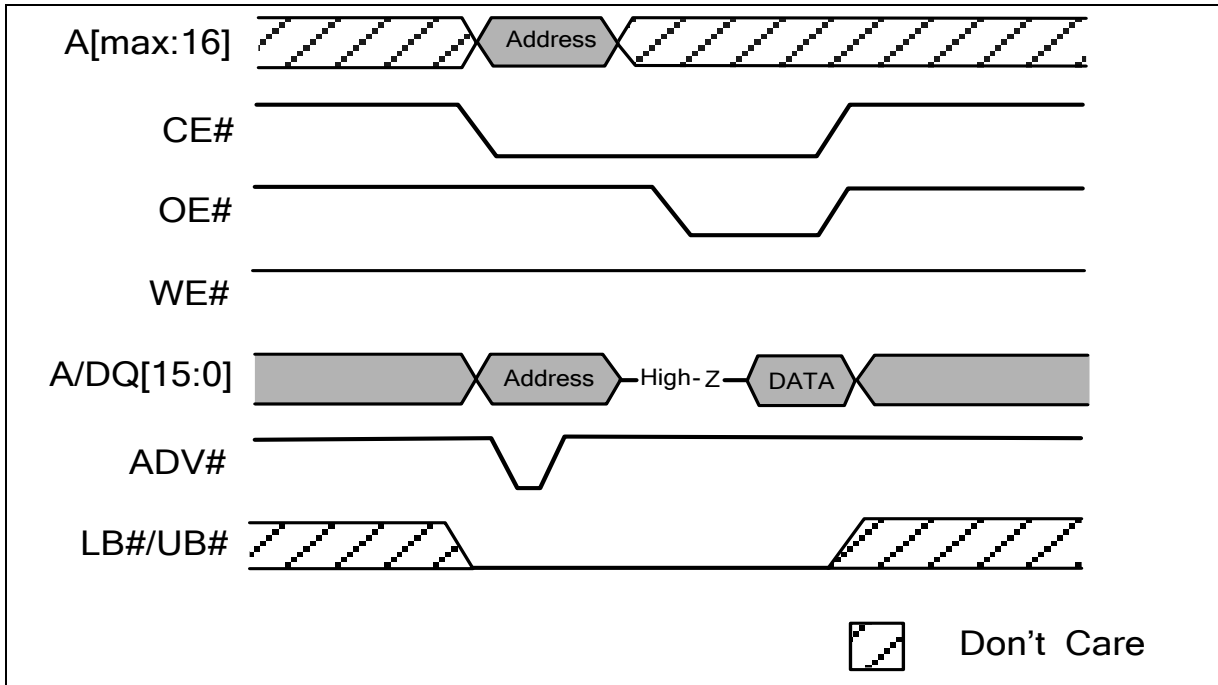 A[max:16] Address
CE#
OE#
WE#
A/DQ[15:0] Address High-Z DATA
ADV#
LB#/UB#
Don't Care